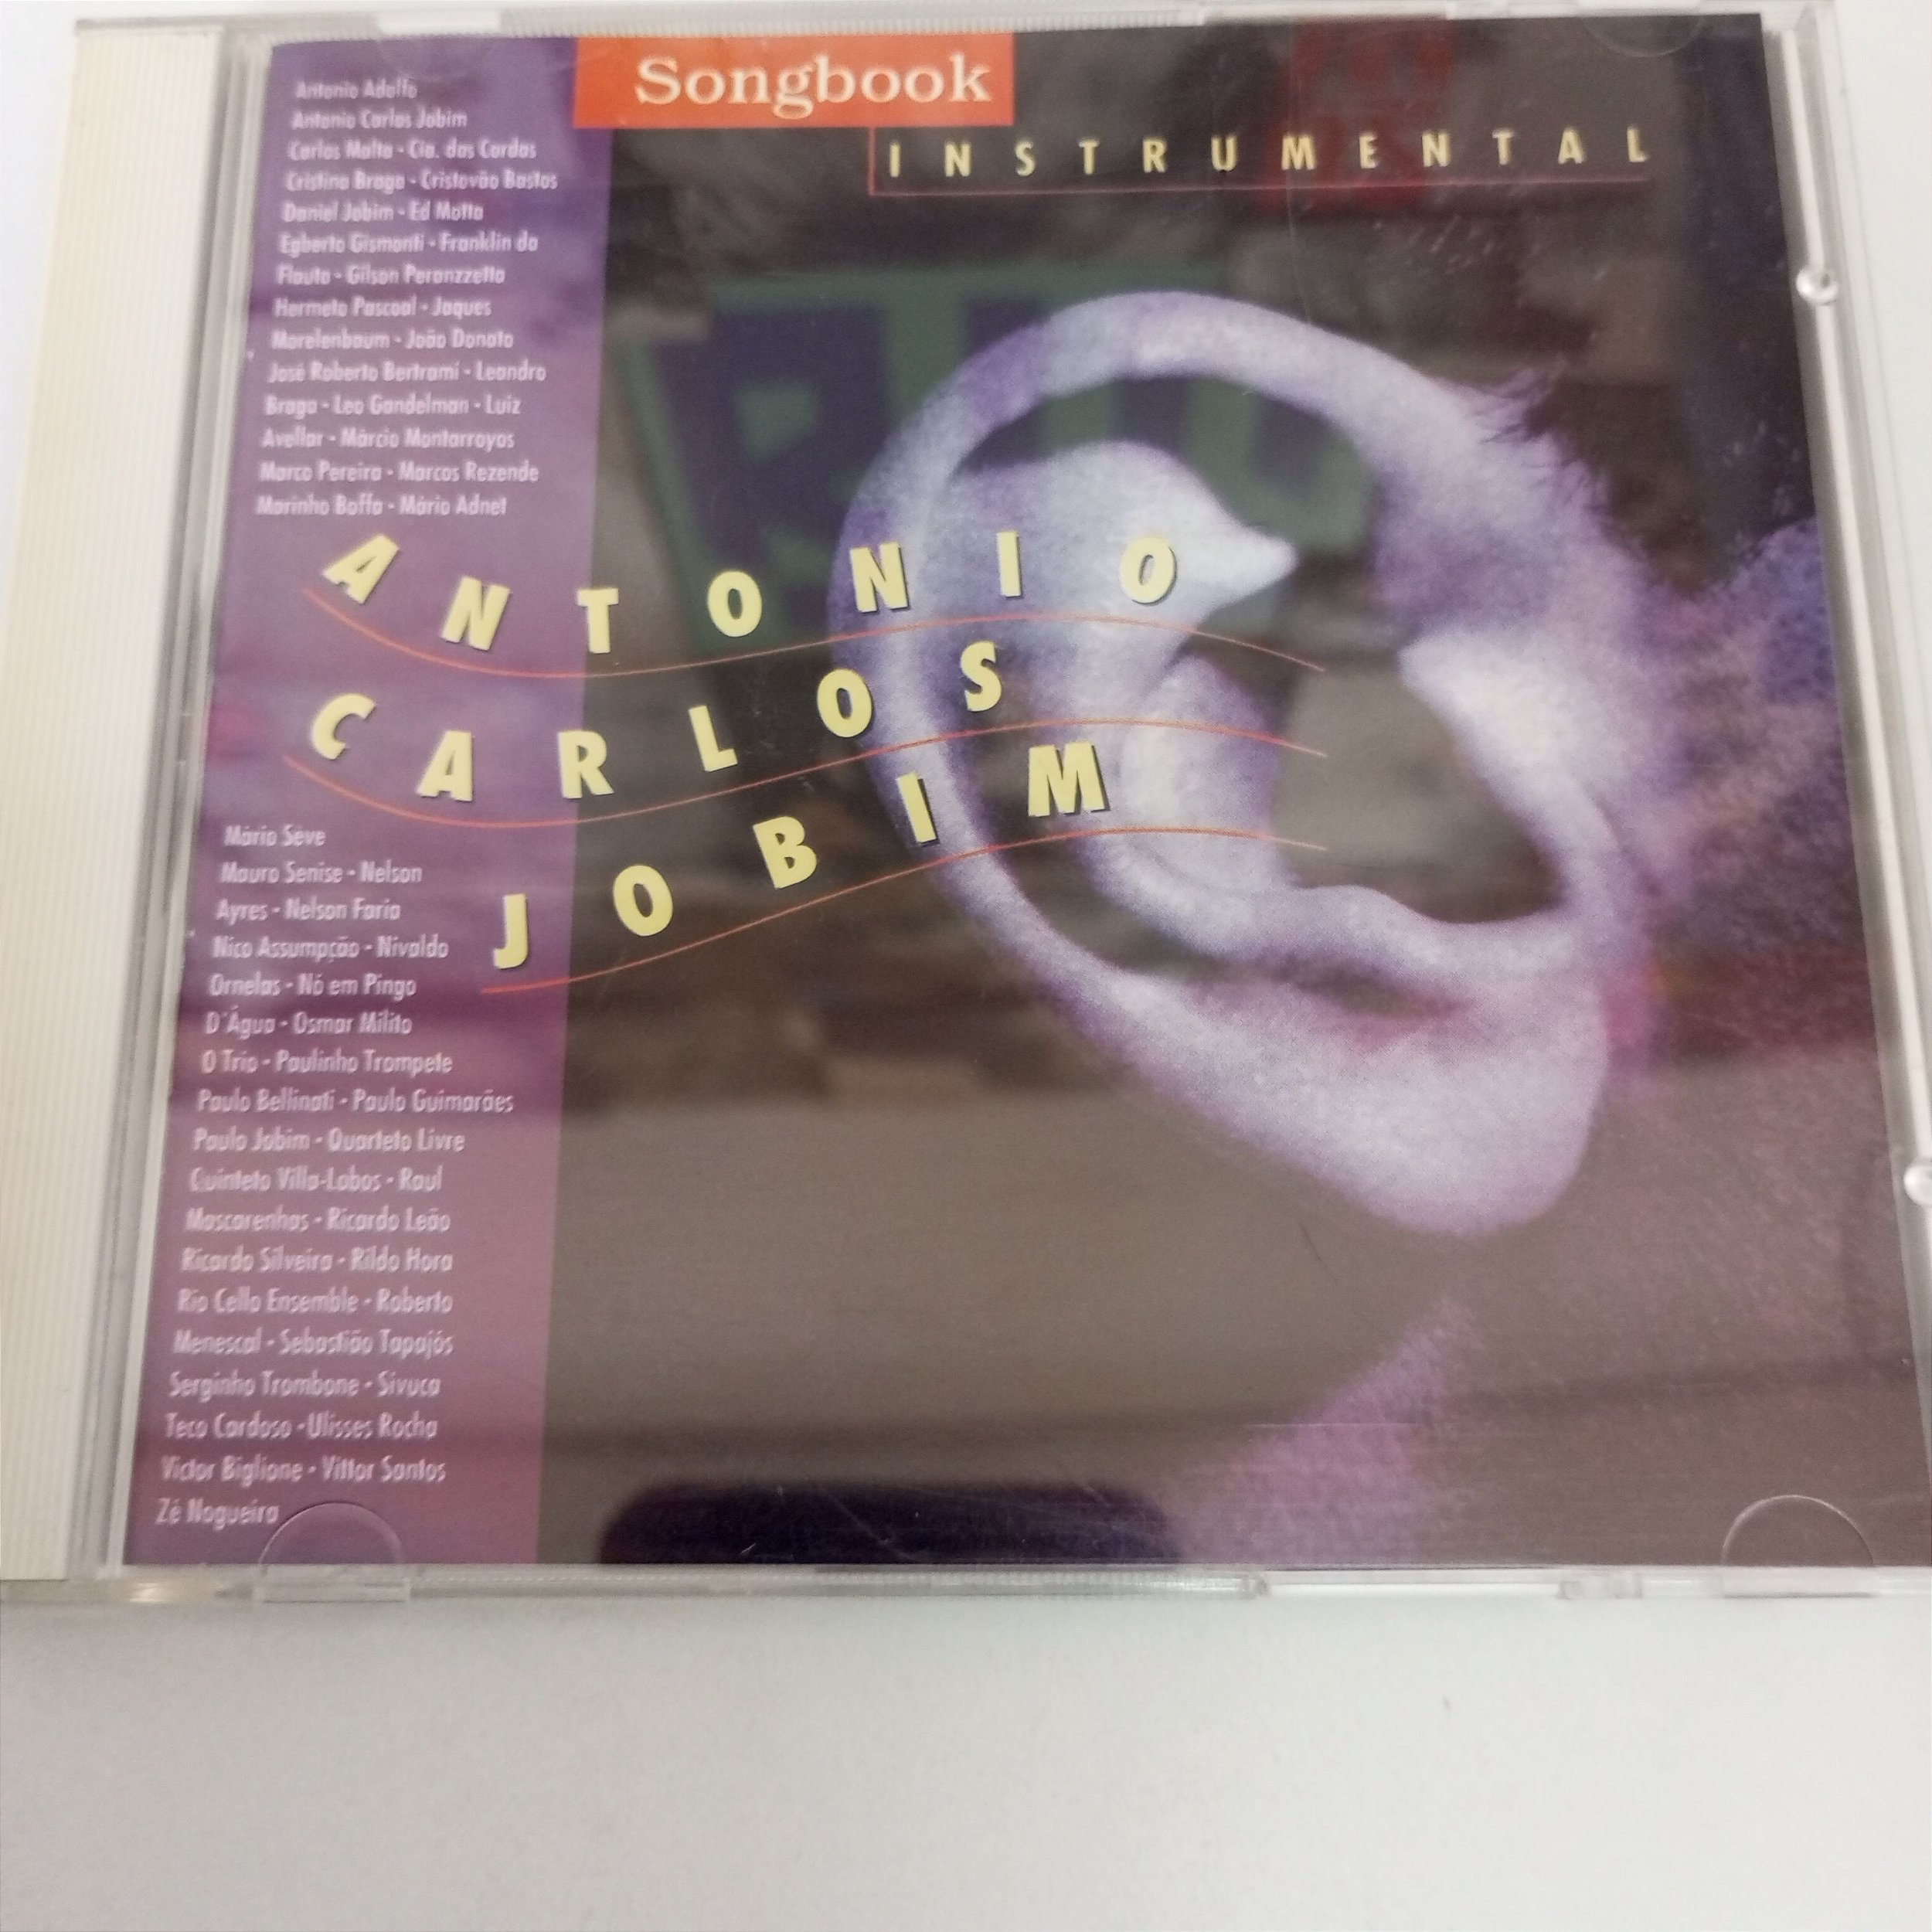 Songbook
INSTRUMENTAL
Antonio Adolfo
Antonio Carlos Jobim
Carlos Malta - Cia. das Cordas
Cristina Braga - Cristovão Bastos
Daniel Jobim - Ed Motta
Egberto Gismonti - Franklin da
Flauta - Gilson Peranzzetta
Hermeto Pascoal - Jaques
Morelenbaum - João Donato
José Roberto Bertrami - Leandro
Braga - Leo Gandelman - Luiz
Avellar - Márcio Montarroyos
Marco Pereira - Marcos Rezende
Marinho Boffa - Mário Adnet
ANTONIO
CARLOS
JOBIM
Mário Sève
Mauro Senise - Nelson
Ayres - Nelson Faria
Nico Assumpção - Nivaldo
Ornelas - Nó em Pingo
D'Água - Osmar Milito
O Trio - Paulinho Trompete
Paulo Bellinati - Paulo Guimarães
Paulo Jobim - Quarteto Livre
Quinteto Villa-Lobos - Raul
Mascarenhas - Ricardo Leão
Ricardo Silveira - Rildo Hora
Rio Cello Ensemble - Roberto
Menescal - Sebastião Tapajós
Serginho Trombone - Sivuca
Teco Cardoso -Ulisses Rocha
Victor Biglione - Vittor Santos
Zé Nogueira